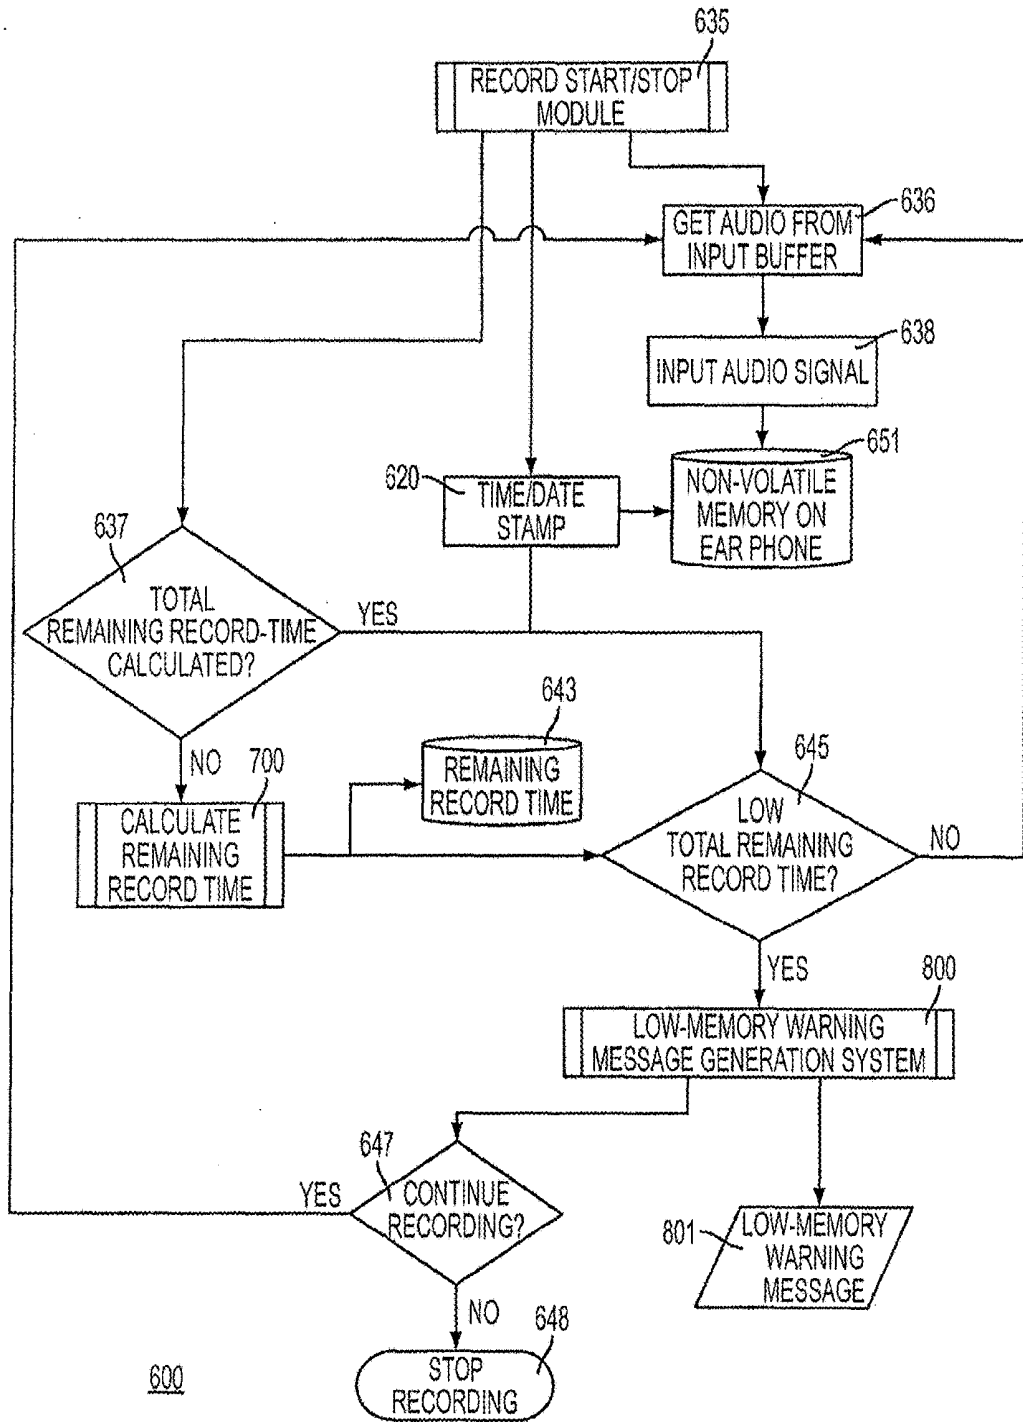 635
RECORD START/STOP
MODULE
636
GET AUDIO FROM
INPUT BUFFER
638
INPUT AUDIO SIGNAL
651
NON-VOLATILE
MEMORY ON
EAR PHONE
620
TIME/DATE
STAMP
637
TOTAL
REMAINING RECORD-TIME
CALCULATED?
YES
NO
700
CALCULATE
REMAINING
RECORD TIME
643
REMAINING
RECORD TIME
645
LOW
TOTAL REMAINING
RECORD TIME?
NO
YES
800
LOW-MEMORY WARNING
MESSAGE GENERATION SYSTEM
647
CONTINUE
RECORDING?
YES
NO
801
LOW-MEMORY
WARNING
MESSAGE
648
STOP
RECORDING
600